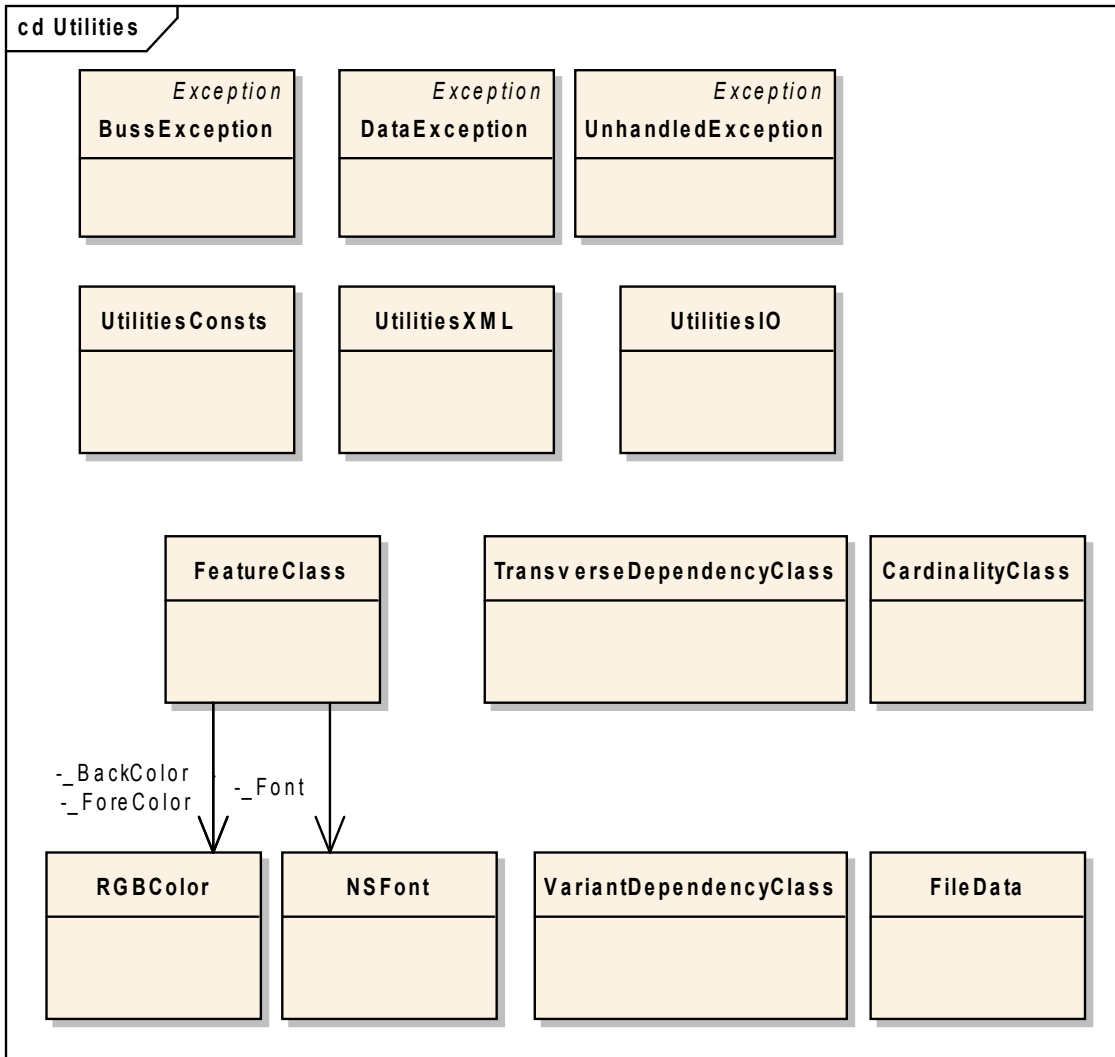 cd Utilities
Exception
BussException
Exception
DataException
Exception
UnhandledException
UtilitiesConsts
UtilitiesXML
UtilitiesIO
FeatureClass
TransverseDependencyClass
CardinalityClass
-_BackColor
-_ForeColor
-_Font
RGBColor
NSFont
VariantDependencyClass
FileData